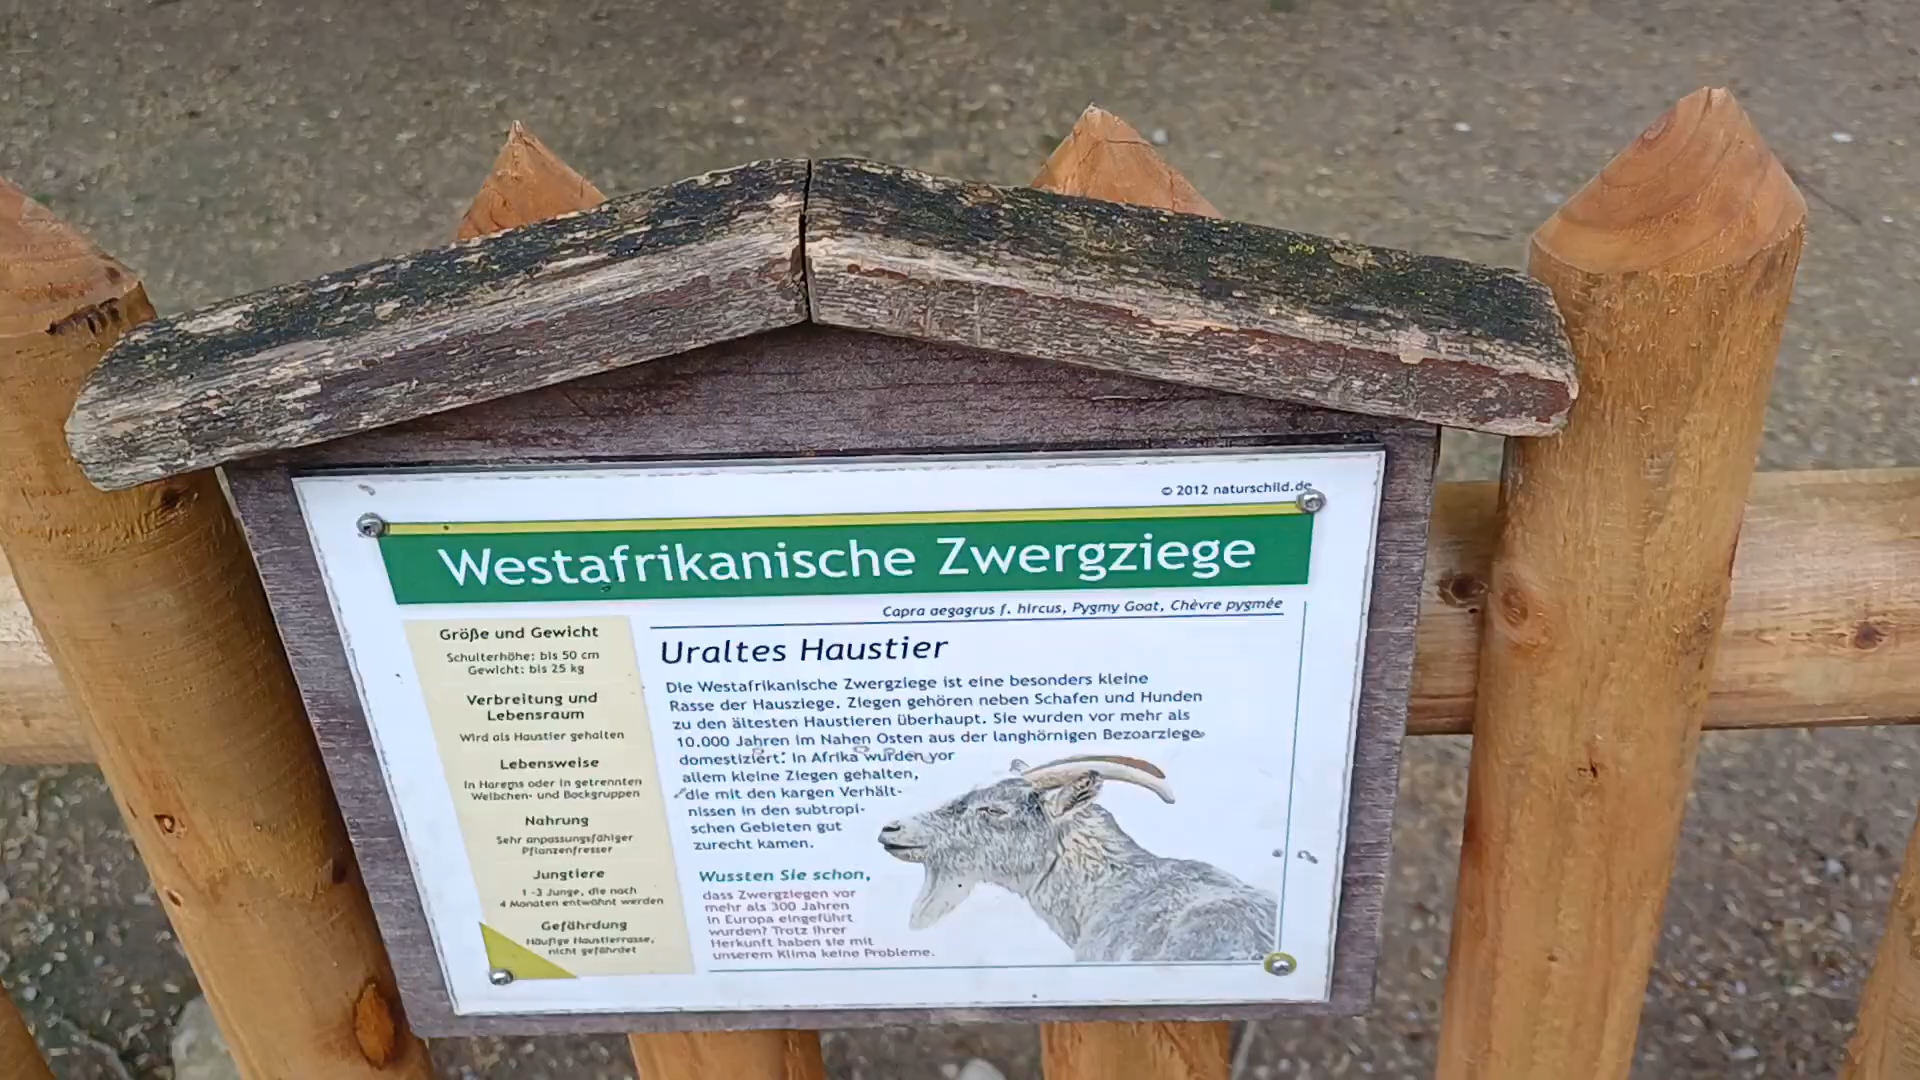 © 2012 naturschild.de
Westafrikanische Zwergziege
Capra aegagrus f. hircus, Pygmy Goat, Chèvre pygmée
Größe und Gewicht
Schulterhöhe: bis 50 cm
Gewicht: bis 25 kg
Verbreitung und
Lebensraum
Wird als Haustier gehalten
Lebensweise
In Harems oder in getrennten
Weibchen- und Bockgruppen
Nahrung
Sehr anpassungsfähiger
Pflanzenfresser
Jungtiere
1 -3 Junge, die nach
4 Monaten entwöhnt werden
Gefährdung
Häufige Haustierrasse,
nicht gefährdet
Uraltes Haustier
Die Westafrikanische Zwergziege ist eine besonders kleine
Rasse der Hausziege. Ziegen gehören neben Schafen und Hunden
zu den ältesten Haustieren überhaupt. Sie wurden vor mehr als
10.000 Jahren im Nahen Osten aus der langhörnigen Bezoarziege
domestiziert. In Afrika wurden vor
allem kleine Ziegen gehalten,
die mit den kargen Verhält-
nissen in den subtropi-
schen Gebieten gut
zurecht kamen.
Wussten Sie schon,
dass Zwergziegen vor
mehr als 300 Jahren
in Europa eingeführt
wurden? Trotz ihrer
Herkunft haben sie mit
unserem Klima keine Probleme.